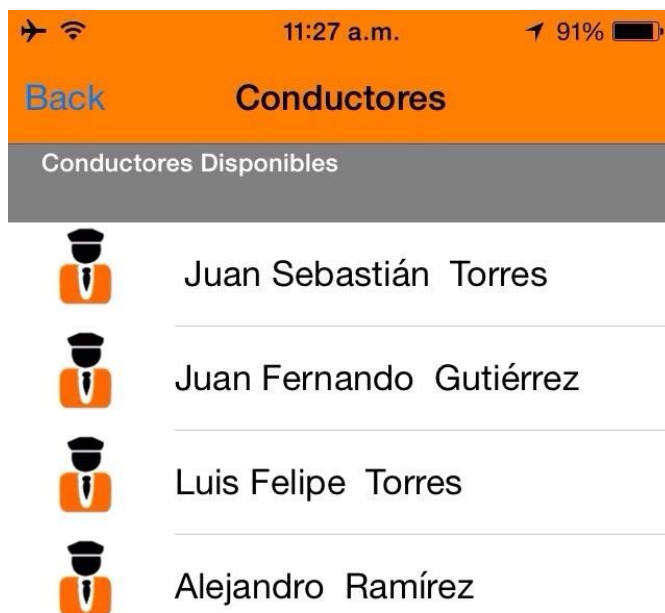 11:27 a.m. 91%
Back Conductores
Conductores Disponibles
Juan Sebastián Torres
Juan Fernando Gutiérrez
Luis Felipe Torres
Alejandro Ramírez